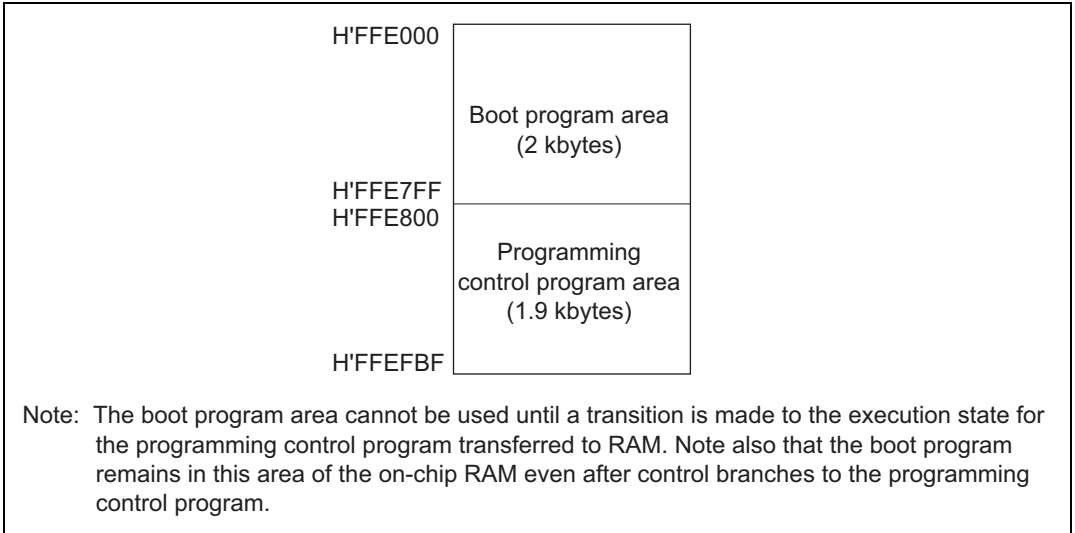 H'FFE000
Boot program area
(2 kbytes)
H'FFE7FF
H'FFE800
Programming
control program area
(1.9 kbytes)
H'FFEFBF
Note: The boot program area cannot be used until a transition is made to the execution state for
the programming control program transferred to RAM. Note also that the boot program
remains in this area of the on-chip RAM even after control branches to the programming
control program.